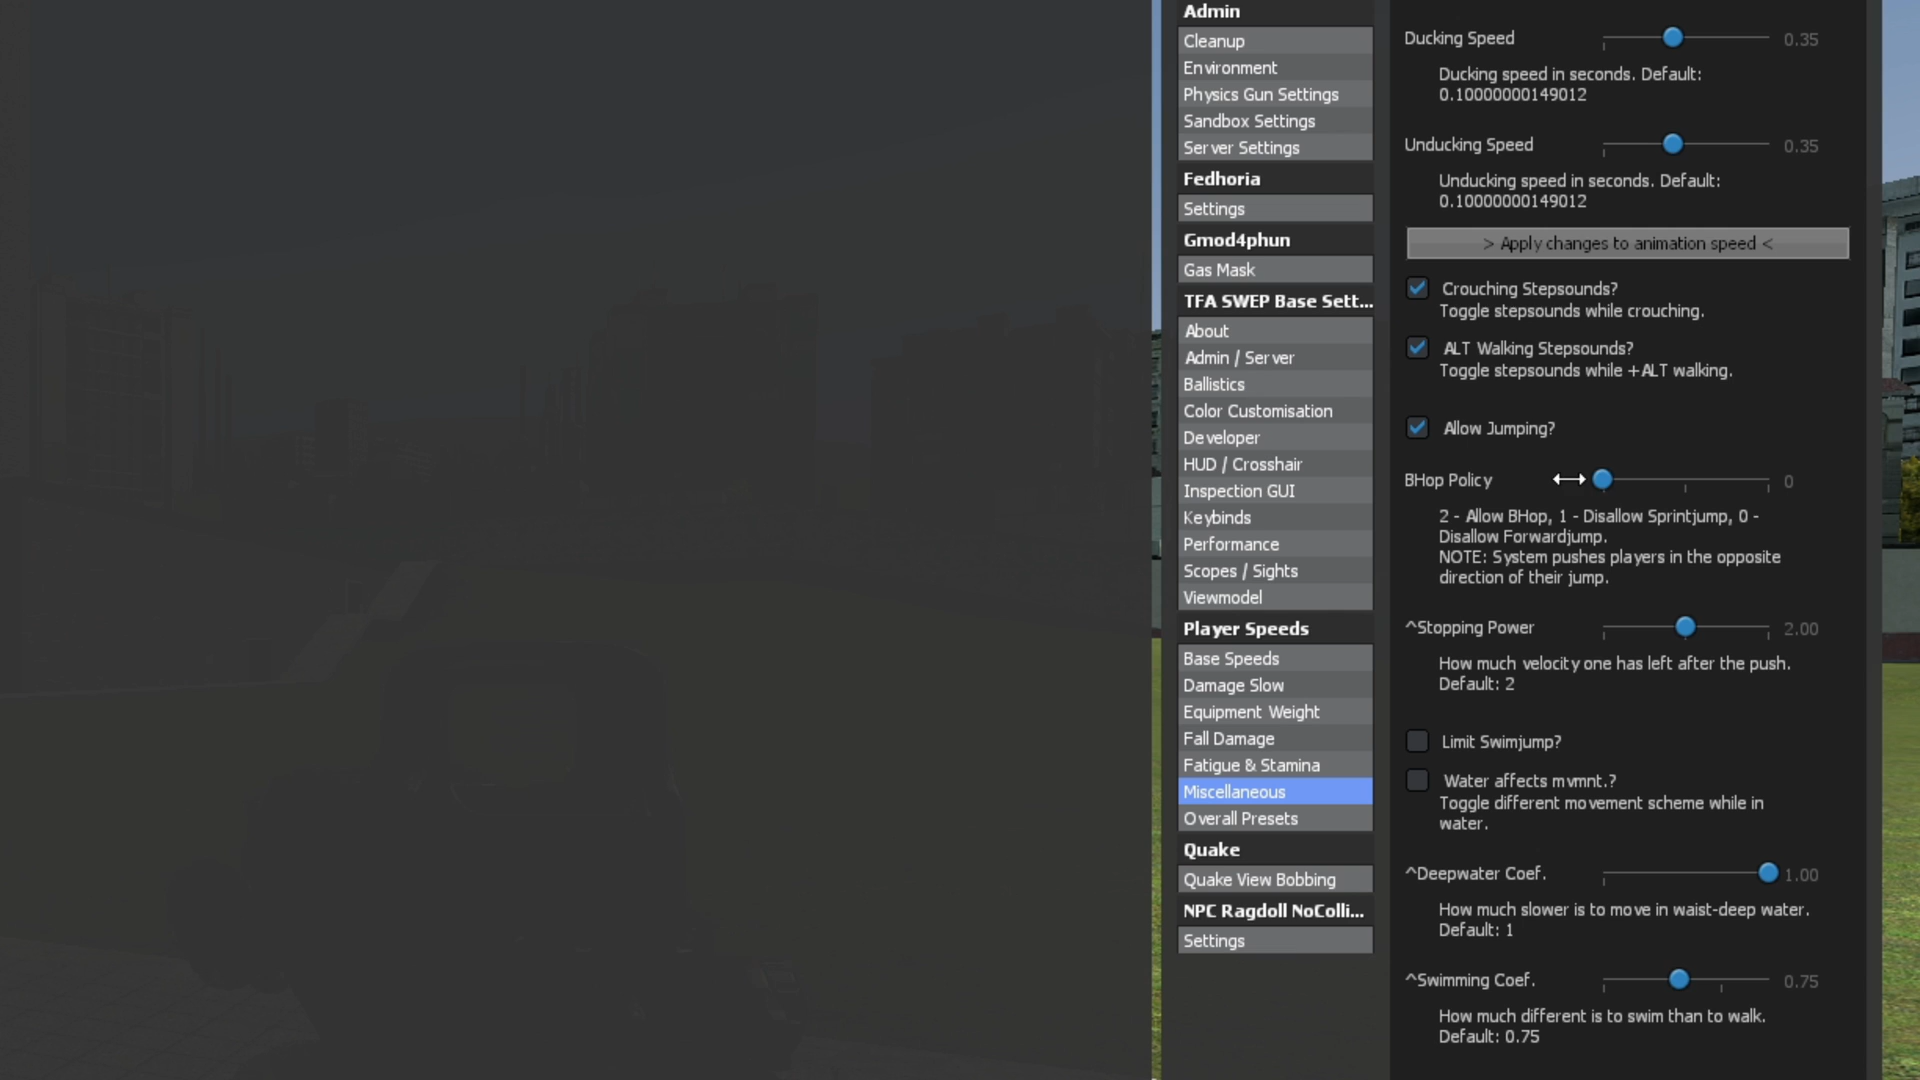 Admin
Cleanup
Environment
Physics Gun Settings
Sandbox Settings
Server Settings
Fedhoria
Settings
Gmod4phun
Gas Mask
TFA SWEP Base Sett...
About
Admin / Server
Ballistics
Color Customisation
Developer
HUD / Crosshair
Inspection GUI
Keybinds
Performance
Scopes / Sights
Viewmodel
Player Speeds
Base Speeds
Damage Slow
Equipment Weight
Fall Damage
Fatigue & Stamina
Miscellaneous
Overall Presets
Quake
Quake View Bobbing
NPC Ragdoll NoColli...
Settings
Ducking Speed 0.35
Ducking speed in seconds. Default:
0.10000000149012
Unducking Speed 0.35
Unducking speed in seconds. Default:
0.10000000149012
> Apply changes to animation speed <
Crouching Stepsounds?
Toggle stepsounds while crouching.
ALT Walking Stepsounds?
Toggle stepsounds while +ALT walking.
Allow Jumping?
BHop Policy 0
2 - Allow BHop, 1 - Disallow Sprintjump, 0 -
Disallow Forwardjump.
NOTE: System pushes players in the opposite
direction of their jump.
^Stopping Power 2.00
How much velocity one has left after the push.
Default: 2
Limit Swimjump?
Water affects mvmnt.?
Toggle different movement scheme while in
water.
^Deepwater Coef. 1.00
How much slower is to move in waist-deep water.
Default: 1
^Swimming Coef. 0.75
How much different is to swim than to walk.
Default: 0.75